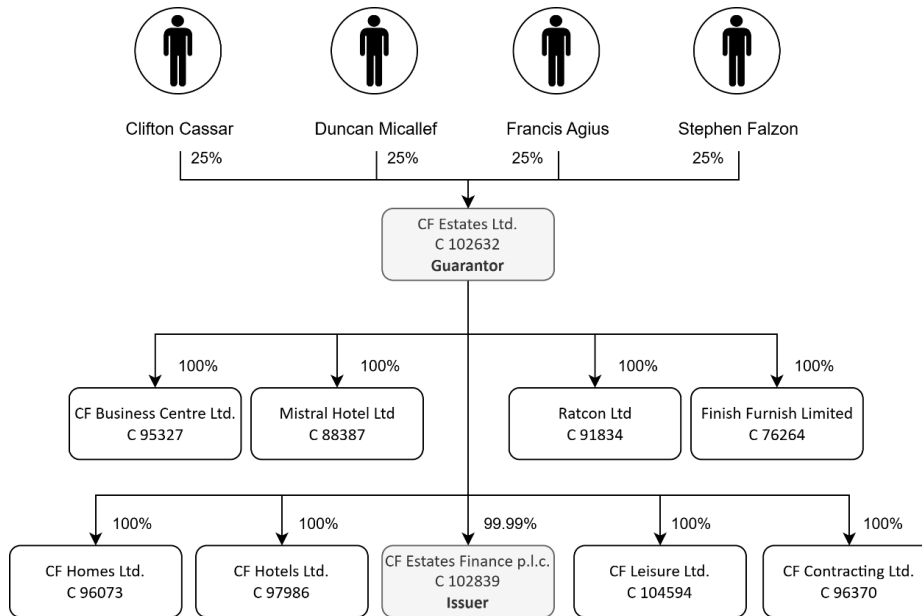 Clifton Cassar
Duncan Micallef
Francis Agius
Stephen Falzon
25%
25%
25%
25%
CF Estates Ltd.
C 102632
Guarantor
100%
100%
100%
100%
CF Business Centre Ltd.
C 95327
Mistral Hotel Ltd
C 88387
Ratcon Ltd
C 91834
Finish Furnish Limited
C 76264
100%
100%
99.99%
100%
100%
CF Homes Ltd.
C 96073
CF Hotels Ltd.
C 97986
CF Estates Finance p.l.c.
C 102839
Issuer
CF Leisure Ltd.
C 104594
CF Contracting Ltd.
C 96370